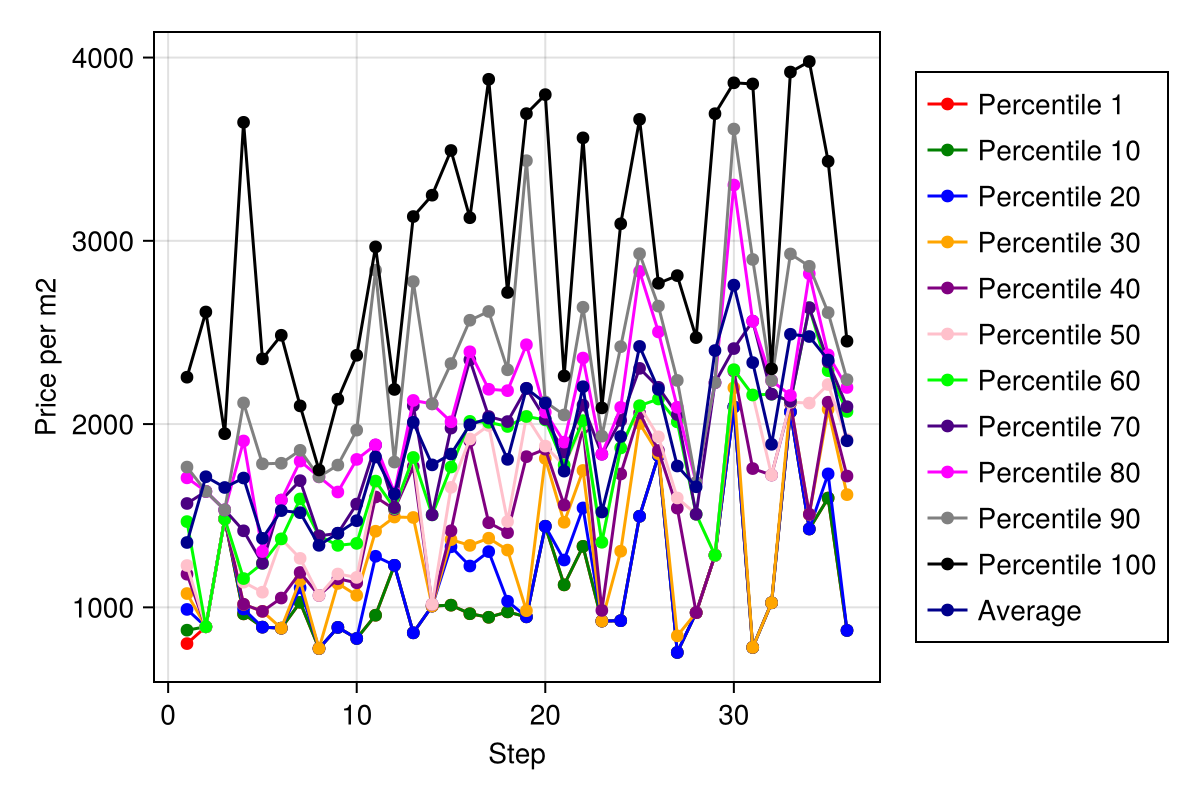 4000
3000
2000
1000
Price per m2
0
10
20
30
Step
Percentile 1
Percentile 10
Percentile 20
Percentile 30
Percentile 40
Percentile 50
Percentile 60
Percentile 70
Percentile 80
Percentile 90
Percentile 100
Average